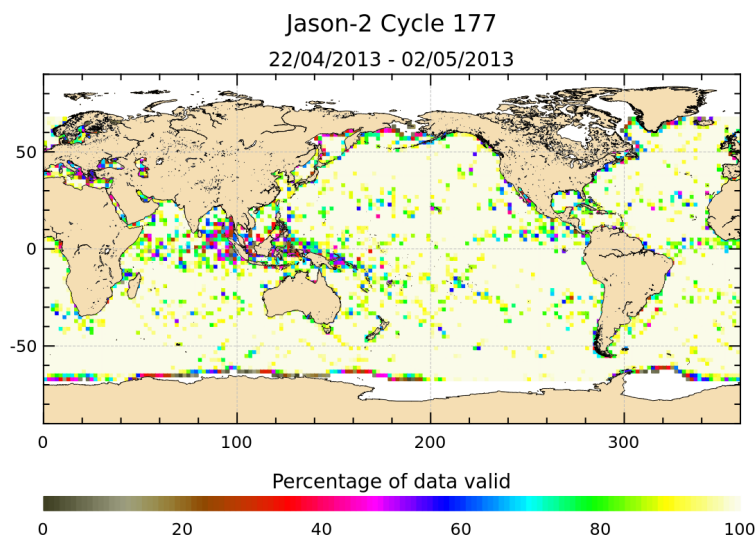 Jason-2 Cycle 177
22/04/2013 - 02/05/2013
50
0
-50
0 100 200 300
Percentage of data valid
0 20 40 60 80 100